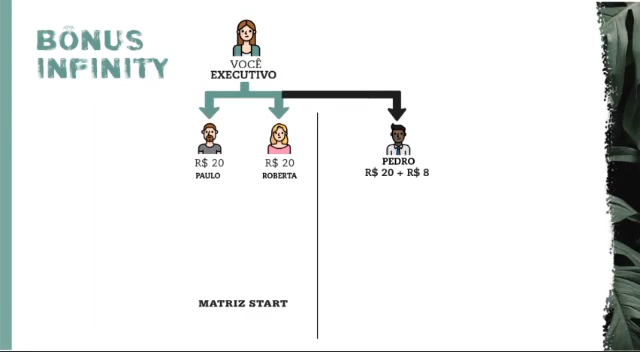 BÔNUS
INFINITY
VOCÊ
EXECUTIVO
R$ 20
PAULO
R$ 20
ROBERTA
PEDRO
R$ 20 + R$ 8
MATRIZ START